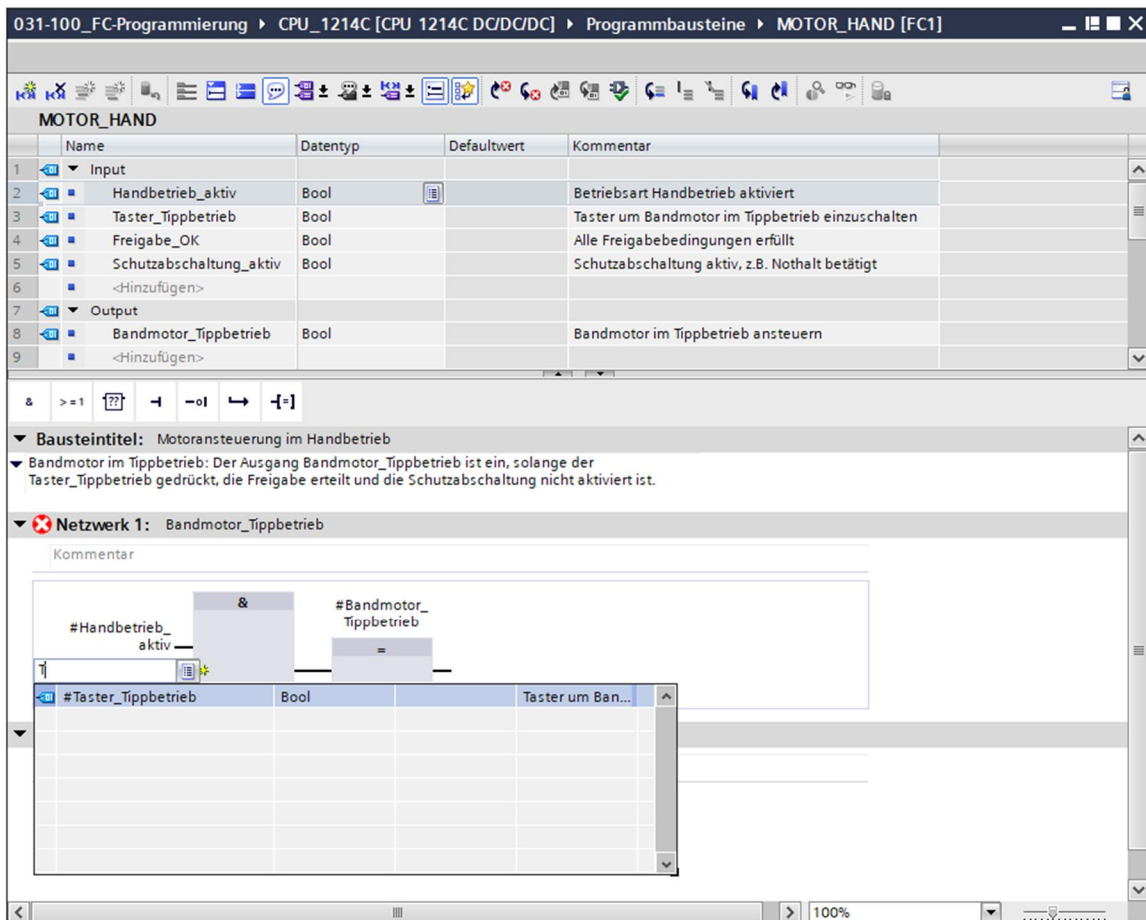 031-100_FC-Programmierung ▸ CPU_1214C [CPU 1214C DC/DC/DC] ▸ Programmbausteine ▸ MOTOR_HAND [FC1]
MOTOR_HAND
Name Datentyp Defaultwert Kommentar
1 Input
2 Handbetrieb_aktiv Bool Betriebsart Handbetrieb aktiviert
3 Taster_Tippbetrieb Bool Taster um Bandmotor im Tippbetrieb einzuschalten
4 Freigabe_OK Bool Alle Freigabebedingungen erfüllt
5 Schutzabschaltung_aktiv Bool Schutzabschaltung aktiv, z.B. Nothalt betätigt
6 <Hinzufügen>
7 Output
8 Bandmotor_Tippbetrieb Bool Bandmotor im Tippbetrieb ansteuern
9 <Hinzufügen>
& >=1 ?? ⊣ -o| ↦ -[=]
Bausteintitel: Motoransteuerung im Handbetrieb
Bandmotor im Tippbetrieb: Der Ausgang Bandmotor_Tippbetrieb ist ein, solange der
Taster_Tippbetrieb gedrückt, die Freigabe erteilt und die Schutzabschaltung nicht aktiviert ist.
Netzwerk 1: Bandmotor_Tippbetrieb
Kommentar
&
#Bandmotor_
Tippbetrieb
#Handbetrieb_
aktiv
=
T
#Taster_Tippbetrieb Bool Taster um Ban...
100%